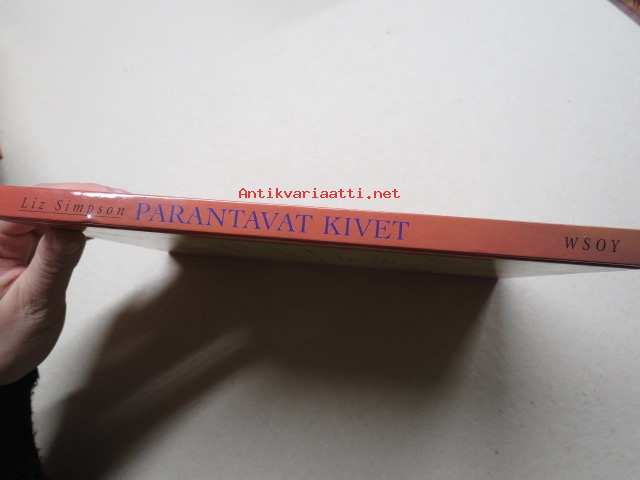 Antikvariaatti.net
Liz Simpson PARANTAVAT KIVET WSOY